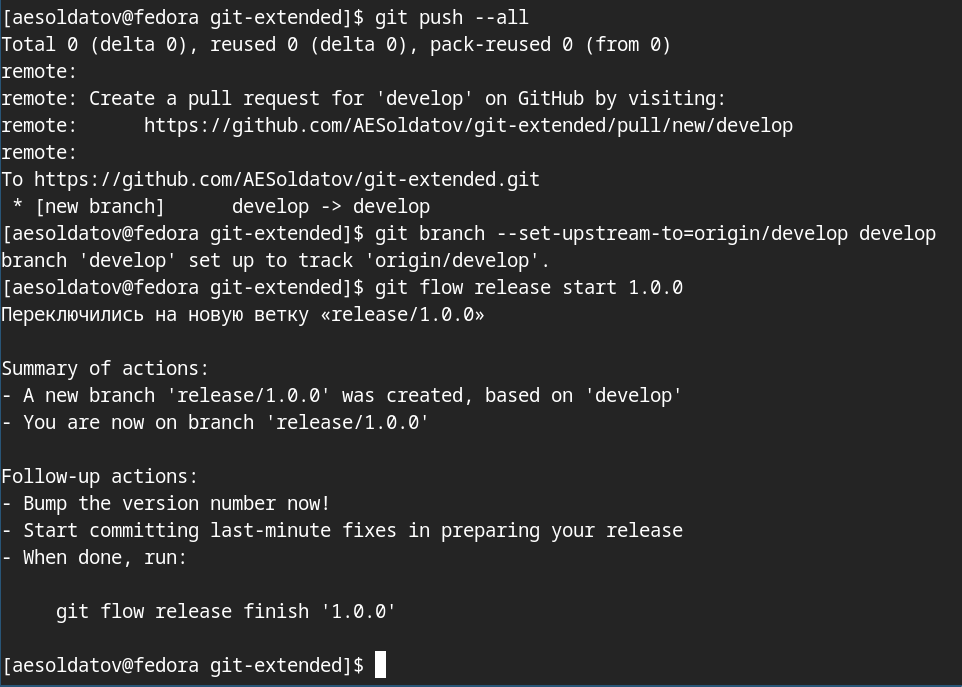 [aesoldatov@fedora git-extended]$ git push --all
Total 0 (delta 0), reused 0 (delta 0), pack-reused 0 (from 0)
remote:
remote: Create a pull request for 'develop' on GitHub by visiting:
remote:      https://github.com/AESoldatov/git-extended/pull/new/develop
remote:
To https://github.com/AESoldatov/git-extended.git
 * [new branch]      develop -> develop
[aesoldatov@fedora git-extended]$ git branch --set-upstream-to=origin/develop develop
branch 'develop' set up to track 'origin/develop'.
[aesoldatov@fedora git-extended]$ git flow release start 1.0.0
Переключились на новую ветку «release/1.0.0»

Summary of actions:
- A new branch 'release/1.0.0' was created, based on 'develop'
- You are now on branch 'release/1.0.0'

Follow-up actions:
- Bump the version number now!
- Start committing last-minute fixes in preparing your release
- When done, run:

     git flow release finish '1.0.0'

[aesoldatov@fedora git-extended]$